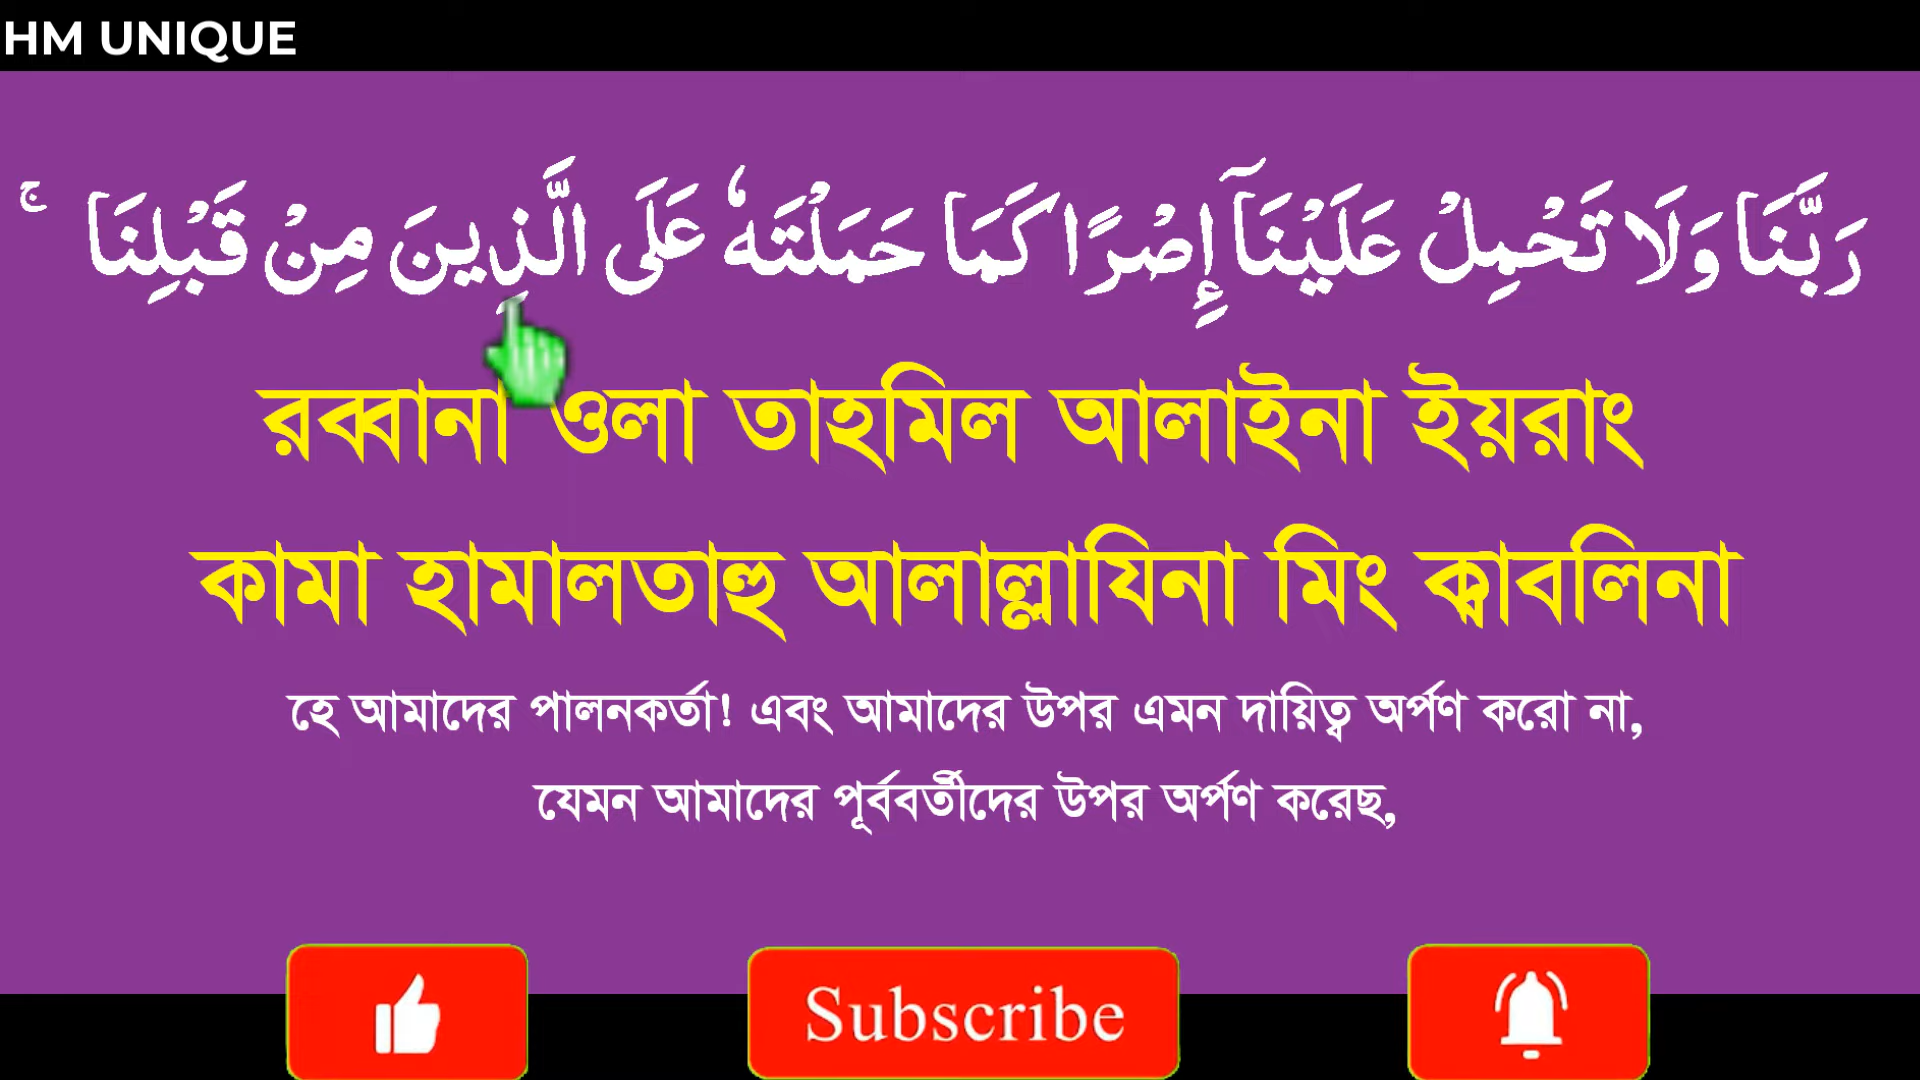 HM UNIQUE
رَبَّنَا وَلَا تَحْمِلْ عَلَيْنَآ إِصْرًا كَمَا حَمَلْتَهٗ عَلَى الَّذِينَ مِنْ قَبْلِنَا ۚ
রব্বানা ওলা তাহমিল আলাইনা ইয়রাং
কামা হামালতাহু আলাল্লাযিনা মিং ক্বাবলিনা
হে আমাদের পালনকর্তা! এবং আমাদের উপর এমন দায়িত্ব অর্পণ করো না,
যেমন আমাদের পূর্ববর্তীদের উপর অর্পণ করেছ,
Subscribe